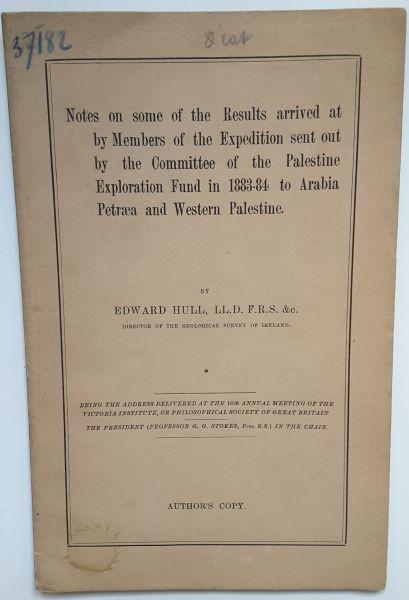 37/182
Notes on some of the Results arrived at
by Members of the Expedition sent out
by the Committee of the Palestine
Exploration Fund in 1883-84 to Arabia
Petræa and Western Palestine.
BY
EDWARD HULL, LL.D. F.R.S. &c.
DIRECTOR OF THE GEOLOGICAL SURVEY OF IRELAND.
BEING THE ADDRESS DELIVERED AT THE 1886 ANNUAL MEETING OF THE
VICTORIA INSTITUTE, OR PHILOSOPHICAL SOCIETY OF GREAT BRITAIN
THE PRESIDENT (PROFESSOR G. G. STOKES, Pres. R.S.) IN THE CHAIR
AUTHOR'S COPY.